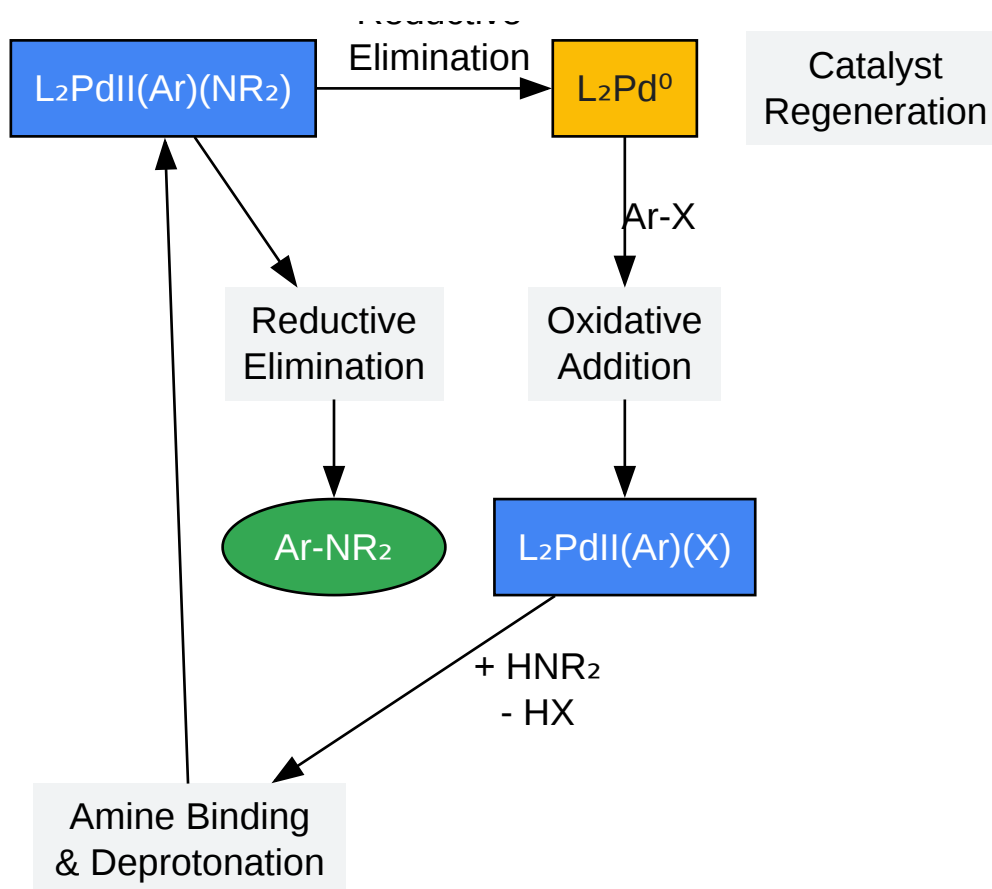 Reductive
Elimination
L₂PdII(Ar)(NR₂)
L₂Pd⁰
Catalyst
Regeneration
Ar-X
Reductive
Elimination
Oxidative
Addition
Ar-NR₂
L₂PdII(Ar)(X)
+ HNR₂
- HX
Amine Binding
& Deprotonation